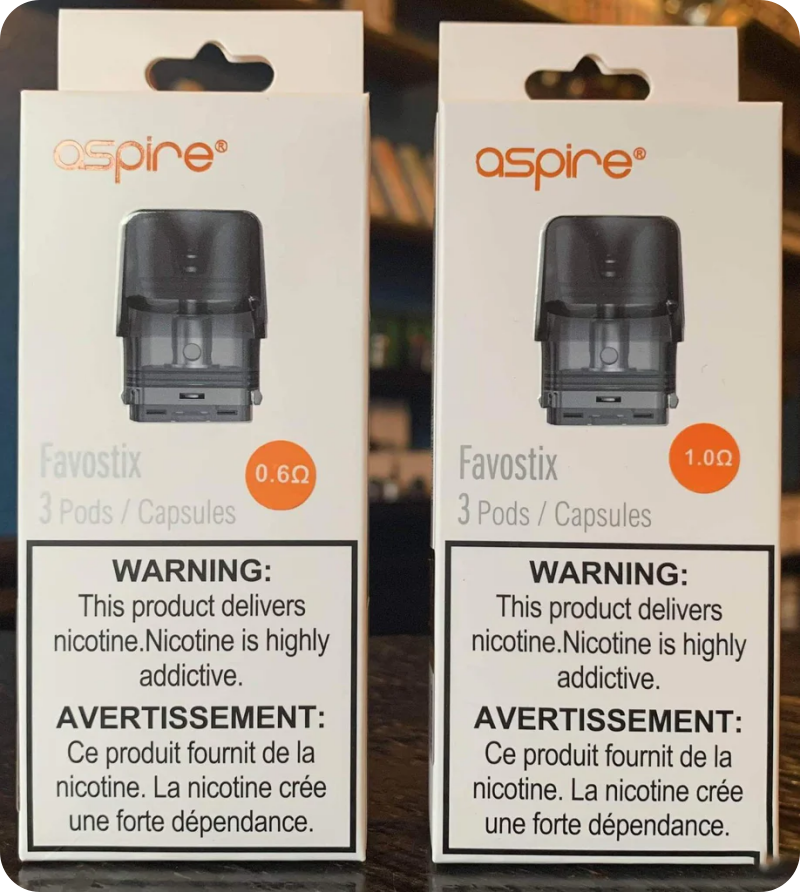 aspire®
Favostix
0.6Ω
3 Pods / Capsules
WARNING:
This product delivers
nicotine.Nicotine is highly
addictive.
AVERTISSEMENT:
Ce produit fournit de la
nicotine. La nicotine crée
une forte dépendance.
aspire®
Favostix
1.0Ω
3 Pods / Capsules
WARNING:
This product delivers
nicotine.Nicotine is highly
addictive.
AVERTISSEMENT:
Ce produit fournit de la
nicotine. La nicotine crée
une forte dépendance.